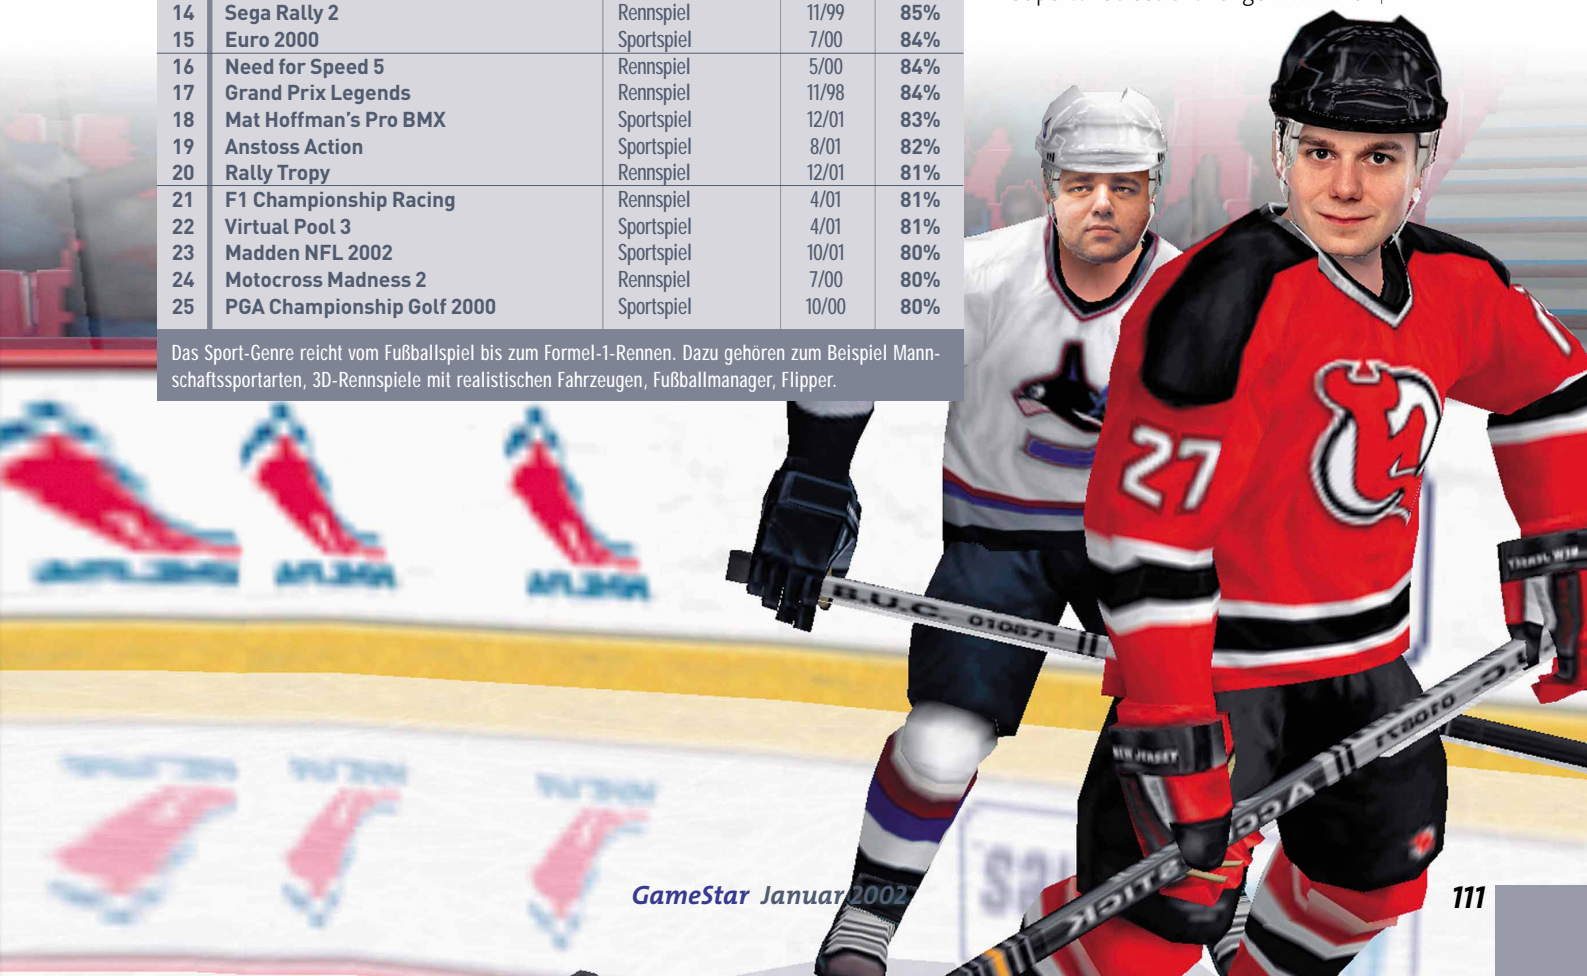 14 Sega Rally 2 Rennspiel 11/99 85%
15 Euro 2000 Sportspiel 7/00 84%
16 Need for Speed 5 Rennspiel 5/00 84%
17 Grand Prix Legends Rennspiel 11/98 84%
18 Mat Hoffman's Pro BMX Sportspiel 12/01 83%
19 Anstoss Action Sportspiel 8/01 82%
20 Rally Tropy Rennspiel 12/01 81%
21 F1 Championship Racing Rennspiel 4/01 81%
22 Virtual Pool 3 Sportspiel 4/01 81%
23 Madden NFL 2002 Sportspiel 10/01 80%
24 Motocross Madness 2 Rennspiel 7/00 80%
25 PGA Championship Golf 2000 Sportspiel 10/00 80%
Das Sport-Genre reicht vom Fußballspiel bis zum Formel-1-Rennen. Dazu gehören zum Beispiel Mann-
schaftssportarten, 3D-Rennspiele mit realistischen Fahrzeugen, Fußballmanager, Flipper.
27
B.U.C. 010871
NEW JERSEY
STICK
GameStar Januar 2002
111